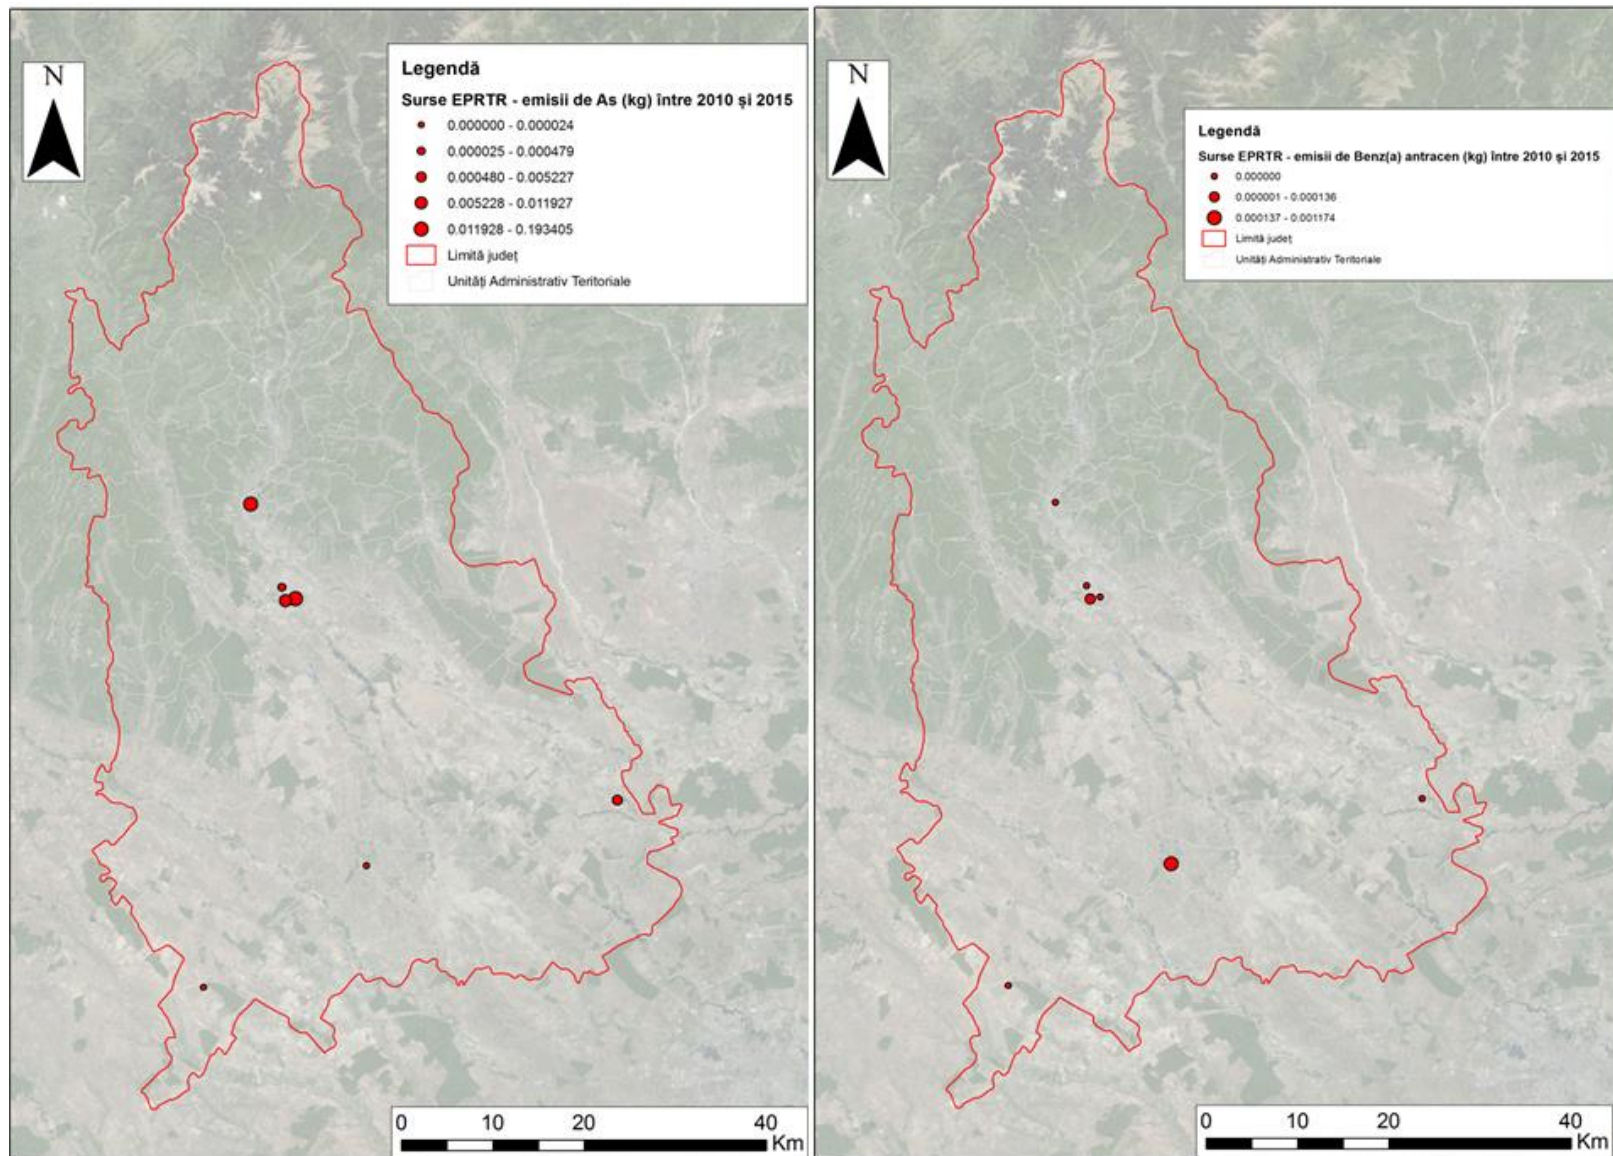 N
Legendă
Surse EPRTR - emisii de As (kg) între 2010 și 2015
0.000000 - 0.000024
0.000025 - 0.000479
0.000480 - 0.005227
0.005228 - 0.011927
0.011928 - 0.193405
Limită județ
Unități Administrativ Teritoriale
0 10 20 40
Km
N
Legendă
Surse EPRTR - emisii de Benz(a) antracen (kg) între 2010 și 2015
0.000000
0.000001 - 0.000136
0.000137 - 0.001174
Limită județ
Unități Administrativ Teritoriale
0 10 20 40
Km